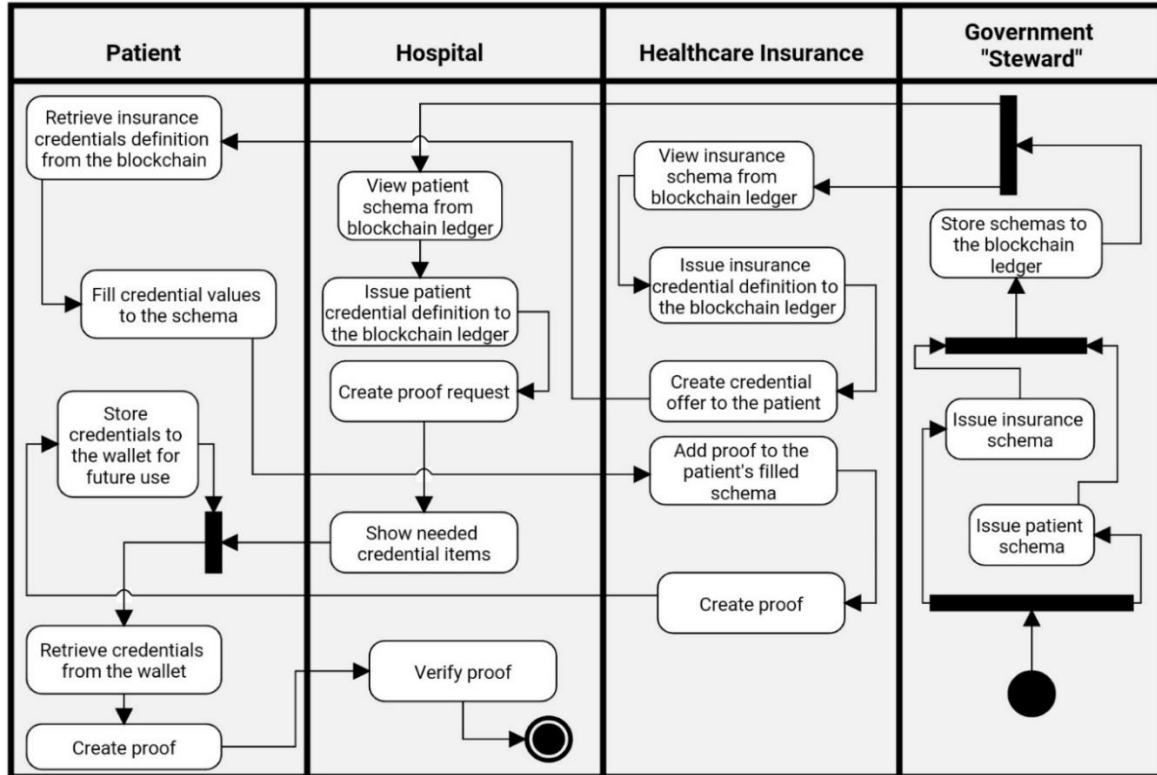 Patient
Hospital
Healthcare Insurance
Government
"Steward"
Retrieve insurance
credentials definition
from the blockchain
Fill credential values
to the schema
Store
credentials to
the wallet for
future use
Retrieve credentials
from the wallet
Create proof
View patient
schema from
blockchain ledger
Issue patient
credential definition to
the blockchain ledger
Create proof request
Show needed
credential items
Verify proof
View insurance
schema from
blockchain ledger
Issue insurance
credential definition to
the blockchain ledger
Create credential
offer to the patient
Add proof to the
patient's filled
schema
Create proof
Store schemas to
the blockchain
ledger
Issue insurance
schema
Issue patient
schema